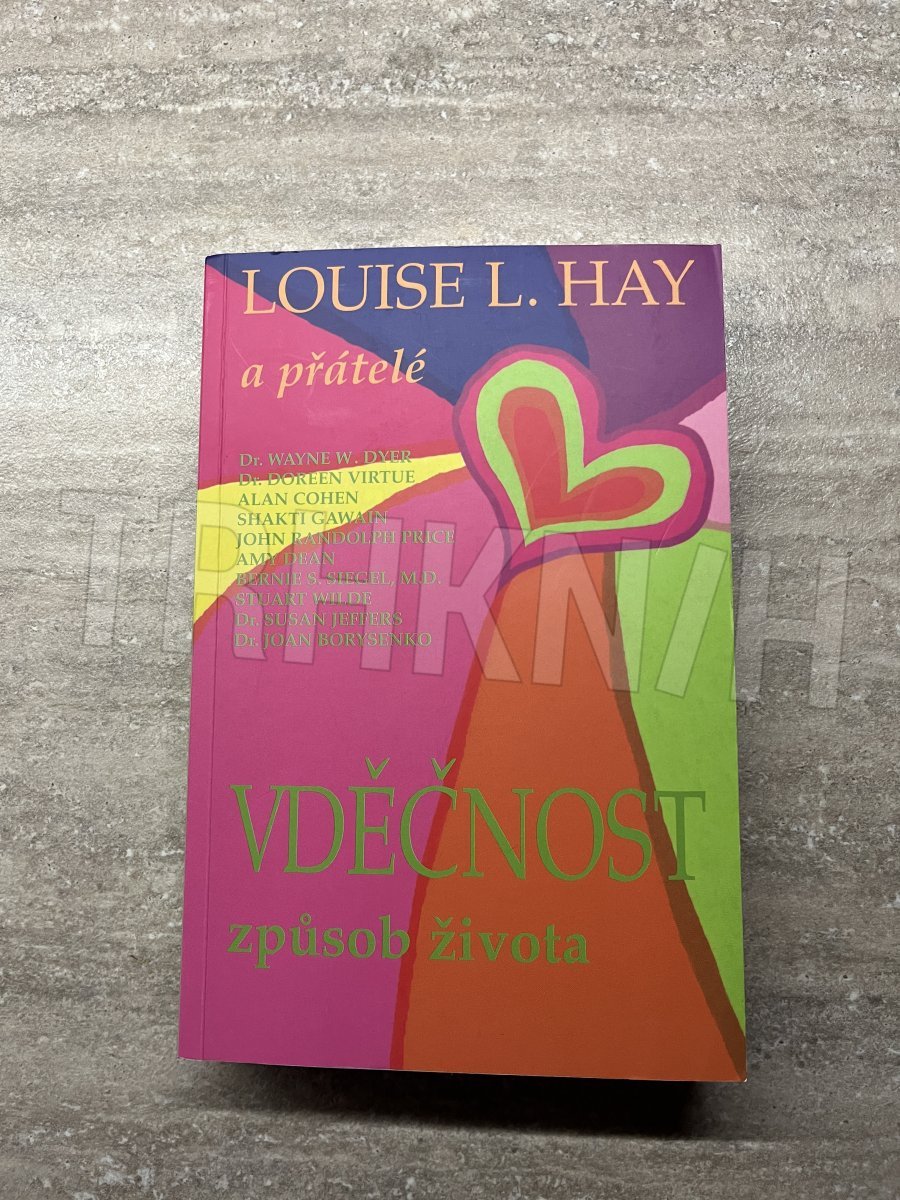 LOUISE L. HAY
a přátelé
Dr. WAYNE W. DYER
Dr. DOREEN VIRTUE
ALAN COHEN
SHAKTI GAWAIN
JOHN RANDOLPH PRICE
AMY DEAN
BERNIE S. SIEGEL, M.D.
STUART WILDE
Dr. SUSAN JEFFERS
Dr. JOAN BORYSENKO
TRHKNIH
VDĚČNOST
způsob života